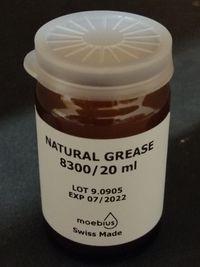 NATURAL GREASE
8300/20 ml
LOT 9.0905
EXP 07/2022
moebius
Swiss Made